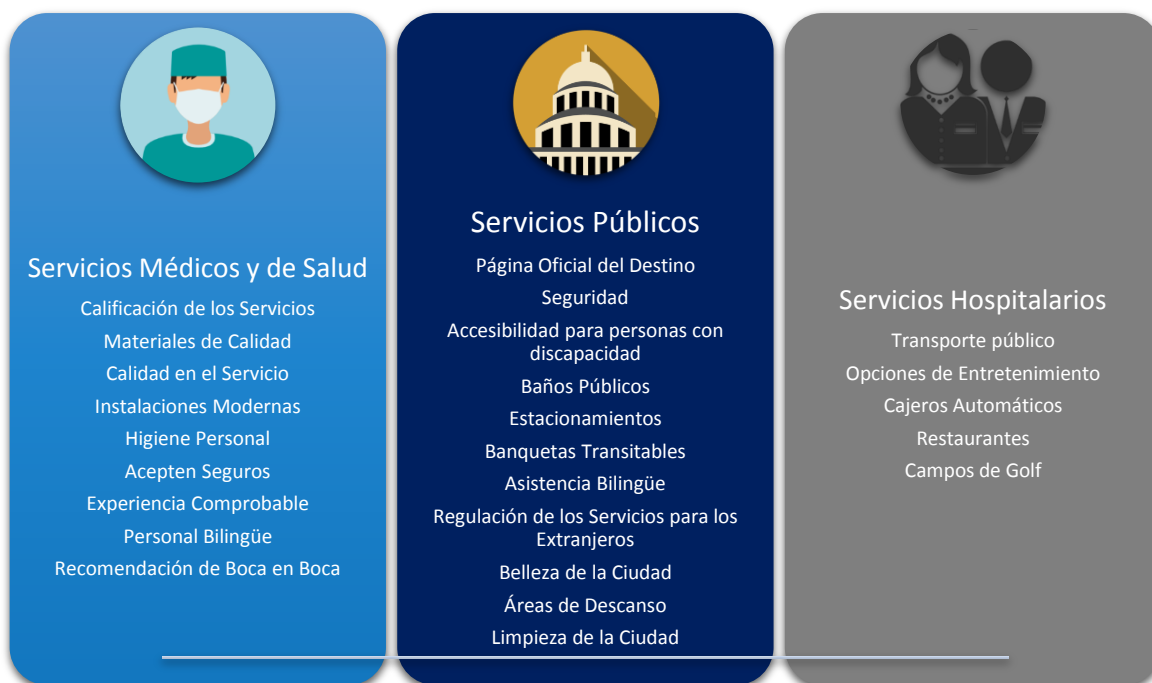 Servicios Médicos y de Salud
Calificación de los Servicios
Materiales de Calidad
Calidad en el Servicio
Instalaciones Modernas
Higiene Personal
Acepten Seguros
Experiencia Comprobable
Personal Bilingüe
Recomendación de Boca en Boca
Servicios Públicos
Página Oficial del Destino
Seguridad
Accesibilidad para personas con
discapacidad
Baños Públicos
Estacionamientos
Banquetas Transitables
Asistencia Bilingüe
Regulación de los Servicios para los
Extranjeros
Belleza de la Ciudad
Áreas de Descanso
Limpieza de la Ciudad
Servicios Hospitalarios
Transporte público
Opciones de Entretenimiento
Cajeros Automáticos
Restaurantes
Campos de Golf